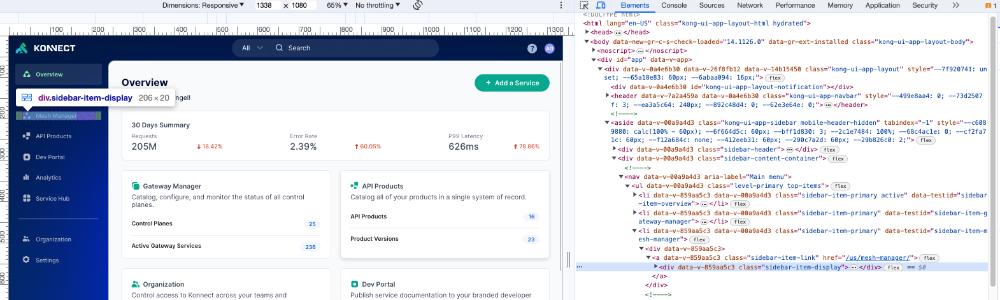 Dimensions: Responsive ▼ 1338 × 1080 65% ▼ No throttling ▼
100 200 300 400 500 600 700 800 900 1000 1100 1200 1300
100
200
300
400
500
600
KONNECT
All
Search
?
AG
Overview
div.sidebar-item-display 206 × 20
Mesh Manager
API Products
Dev Portal
Analytics
Service Hub
Organization
Settings
Overview
+ Add a Service
ngel!
30 Days Summary
Requests
205M
18.42%
Error Rate
2.39%
60.05%
P99 Latency
626ms
78.86%
Gateway Manager
Catalog, configure, and monitor the status of all control
planes.
Control Planes 25
Active Gateway Services 236
API Products
Catalog all of your products in a single system of record.
API Products 16
Product Versions 23
Organization
Control access to Konnect across your teams and
Dev Portal
Publish service documentation to your branded developer
Elements Console Sources Network Performance Memory Application Security 1
<!DOCTYPE html>
<html lang="en-US" class="kong-ui-app-layout-html hydrated">
<head> … </head>
<body data-new-gr-c-s-check-loaded="14.1126.0" data-gr-ext-installed class="kong-ui-app-layout-body">
<noscript> … </noscript>
<div id="app" data-v-app>
<div data-v-0a4e6b30 data-v-26f8fb12 data-v-14b15450 class="kong-ui-app-layout" style="--7f920741: un
set; --65a18e83: 60px; --6abaa094: 16px;"> flex
<div data-v-0a4e6b30 id="kong-ui-app-layout-notification"></div>
<header data-v-7a2a459a data-v-0a4e6b30 class="kong-ui-app-navbar" style="--499e8aa4: 0; --73d2507
f: 3; --ea3a5c64: 240px; --892c48d4: 0; --62e3e64e: 0;"> … </header>
<!---->
<aside data-v-00a9a4d3 class="kong-ui-app-sidebar mobile-header-hidden" tabindex="-1" style="--c608
9880: calc(100% - 60px); --6f664d5c: 60px; --bff1d830: 3; --2c1e7484: 100%; --68c4ac1e: 0; --cf2fa7
1c: 60px; --f12a684c: none; --412eeb31: 60px; --290c7a2d: 60px; --29b826c0: 2;"> flex
<div data-v-00a9a4d3 class="sidebar-header"> … </div> flex
<div data-v-00a9a4d3 class="sidebar-content-container"> flex
<!---->
<nav data-v-00a9a4d3 aria-label="Main menu">
<ul data-v-00a9a4d3 class="level-primary top-items"> flex
<li data-v-859aa5c3 data-v-00a9a4d3 class="sidebar-item-primary active" data-testid="sidebar
-item-overview"> … </li> flex
<li data-v-859aa5c3 data-v-00a9a4d3 class="sidebar-item-primary" data-testid="sidebar-item-g
ateway-manager"> … </li> flex
<li data-v-859aa5c3 data-v-00a9a4d3 class="sidebar-item-primary" data-testid="sidebar-item-m
esh-manager"> flex
<div data-v-859aa5c3>
<a data-v-859aa5c3 class="sidebar-item-link" href="/us/mesh-manager/"> flex
… <div data-v-859aa5c3 class="sidebar-item-display"> … </div> flex == $0
</a>
</div>
<!---->